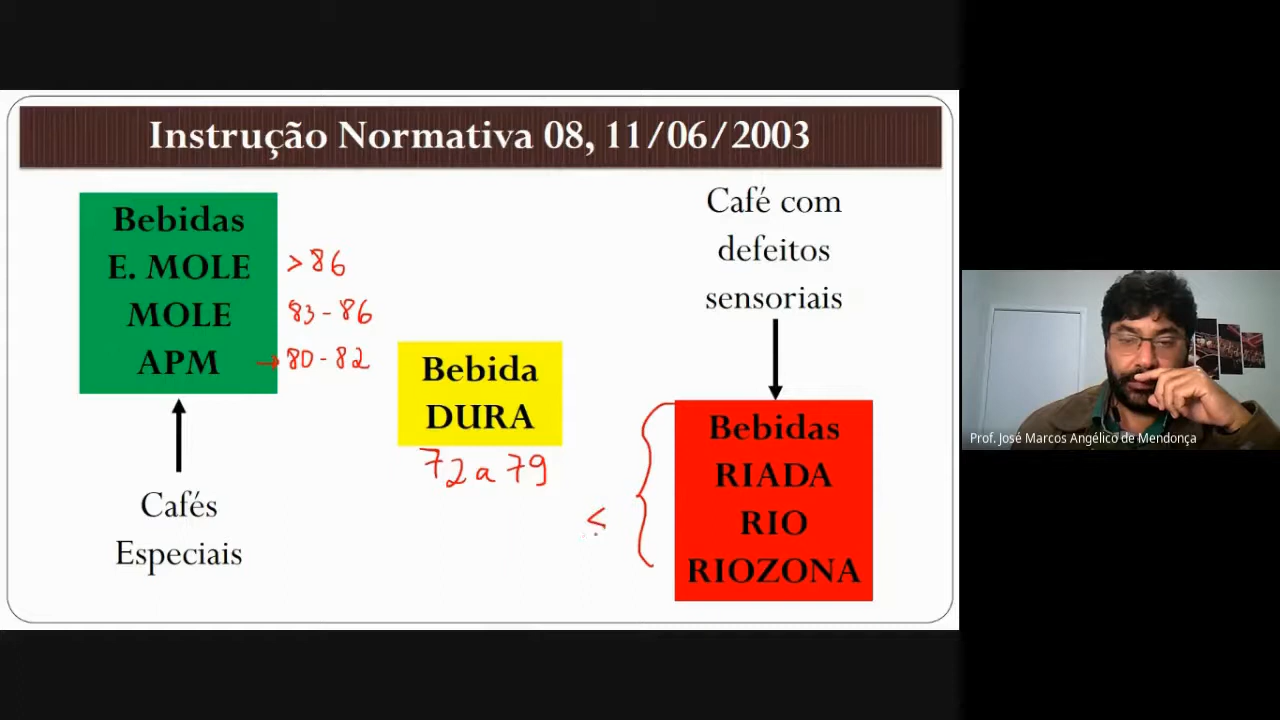 Instrução Normativa 08, 11/06/2003
Bebidas
E. MOLE > 86
MOLE 83 - 86
APM → 80 - 82
Cafés
Especiais
Bebida
DURA
72 a 79
Café com
defeitos
sensoriais
<
Bebidas
RIADA
RIO
RIOZONA
Prof. José Marcos Angélico de Mendonça